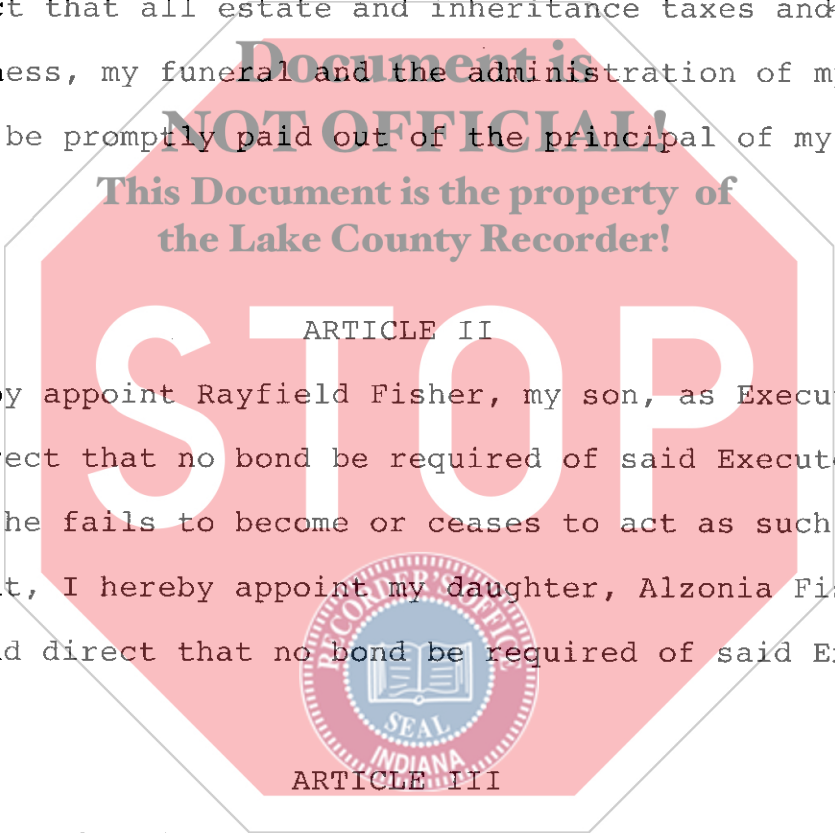 ct that all estate and inheritance taxes and
ness, my funeral and the administration of my
be promptly paid out of the principal of my
Document is
NOT OFFICIAL!
This Document is the property of
the Lake County Recorder!
STOP
ARTICLE II
by appoint Rayfield Fisher, my son, as Execu
rect that no bond be required of said Execut
he fails to become or ceases to act as such
t, I hereby appoint my daughter, Alzonia Fi
d direct that no bond be required of said E
RECORDER'S OFFICE
SEAL
INDIANA
ARTICLE III